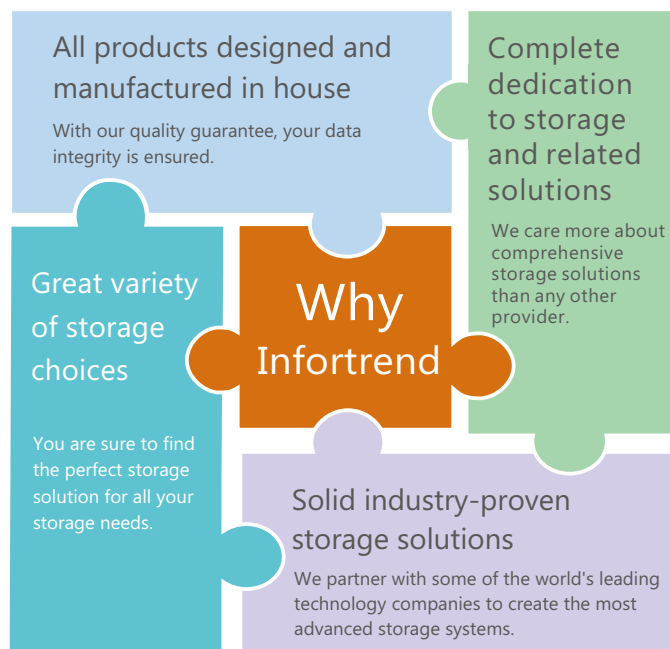 All products designed and
manufactured in house
With our quality guarantee, your data
integrity is ensured.
Complete
dedication
to storage
and related
solutions
We care more about
comprehensive
storage solutions
than any other
provider.
Great variety
of storage
choices
You are sure to find
the perfect storage
solution for all your
storage needs.
Why
Infortrend
Solid industry-proven
storage solutions
We partner with some of the world's leading
technology companies to create the most
advanced storage systems.